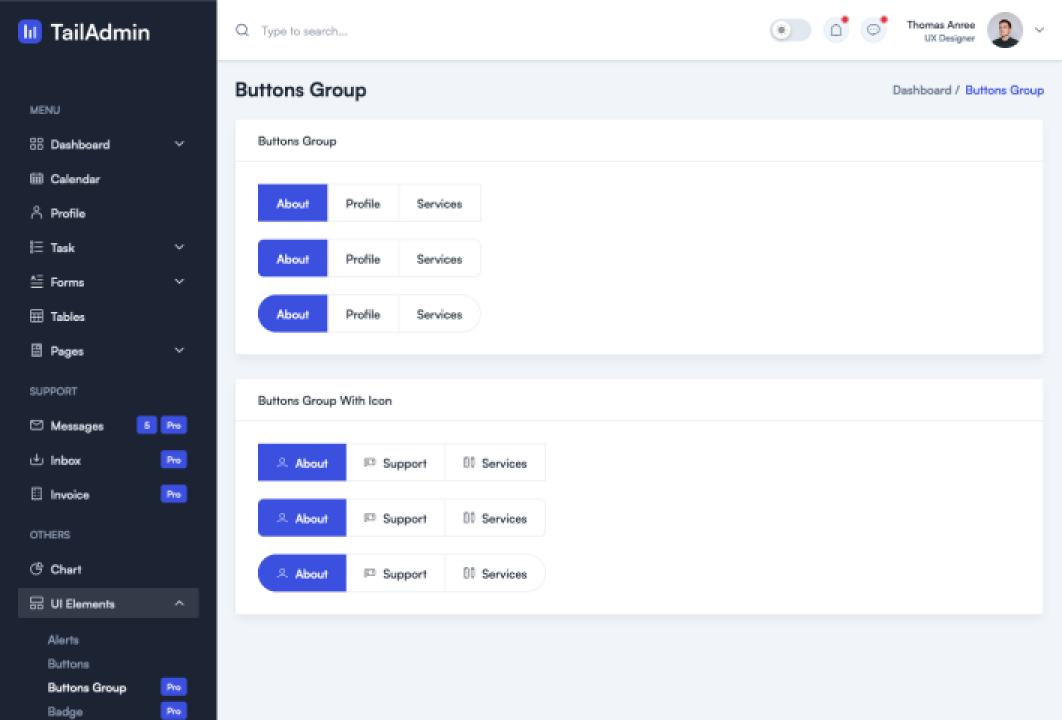 TailAdmin
Type to search...
Thomas Anree
UX Designer
MENU
Dashboard
Calendar
Profile
Task
Forms
Tables
Pages
SUPPORT
Messages 5 Pro
Inbox Pro
Invoice Pro
OTHERS
Chart
UI Elements
Alerts
Buttons
Buttons Group Pro
Badge Pro
Buttons Group
Dashboard / Buttons Group
Buttons Group
About Profile Services
About Profile Services
About Profile Services
Buttons Group With Icon
About Support Services
About Support Services
About Support Services